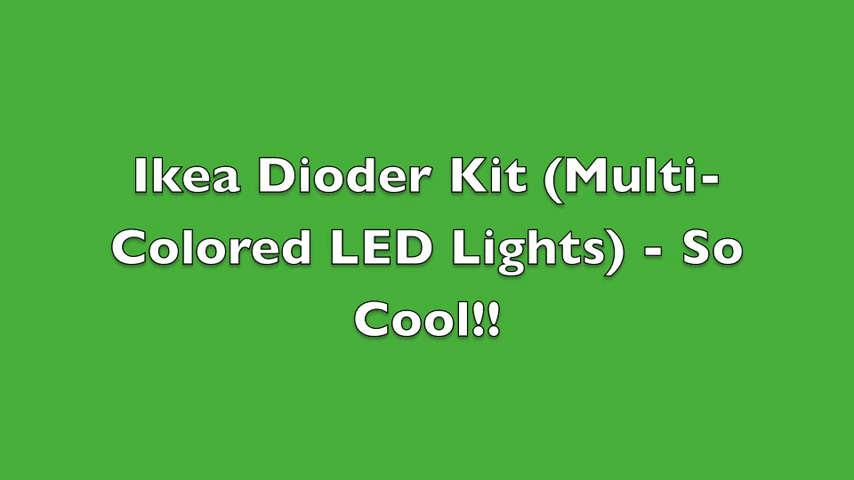 Ikea Dioder Kit (Multi-
Colored LED Lights) - So
Cool!!